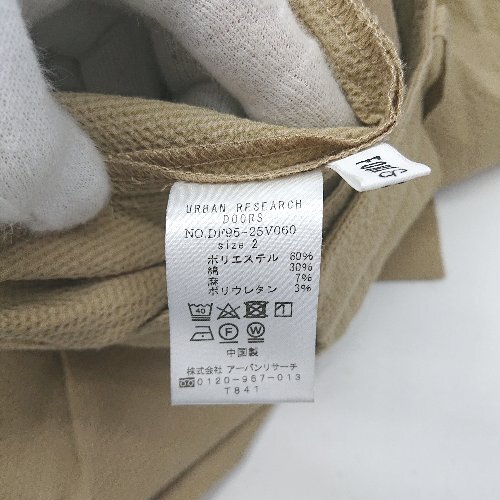 URBAN RESEARCH
DOORS
NO.DF95-25V060
size 2
ポリエステル 60%
綿 30%
麻 7%
ポリウレタン 3%
40
F W
中国製
株式会社 アーバンリサーチ
0120-967-013
T841